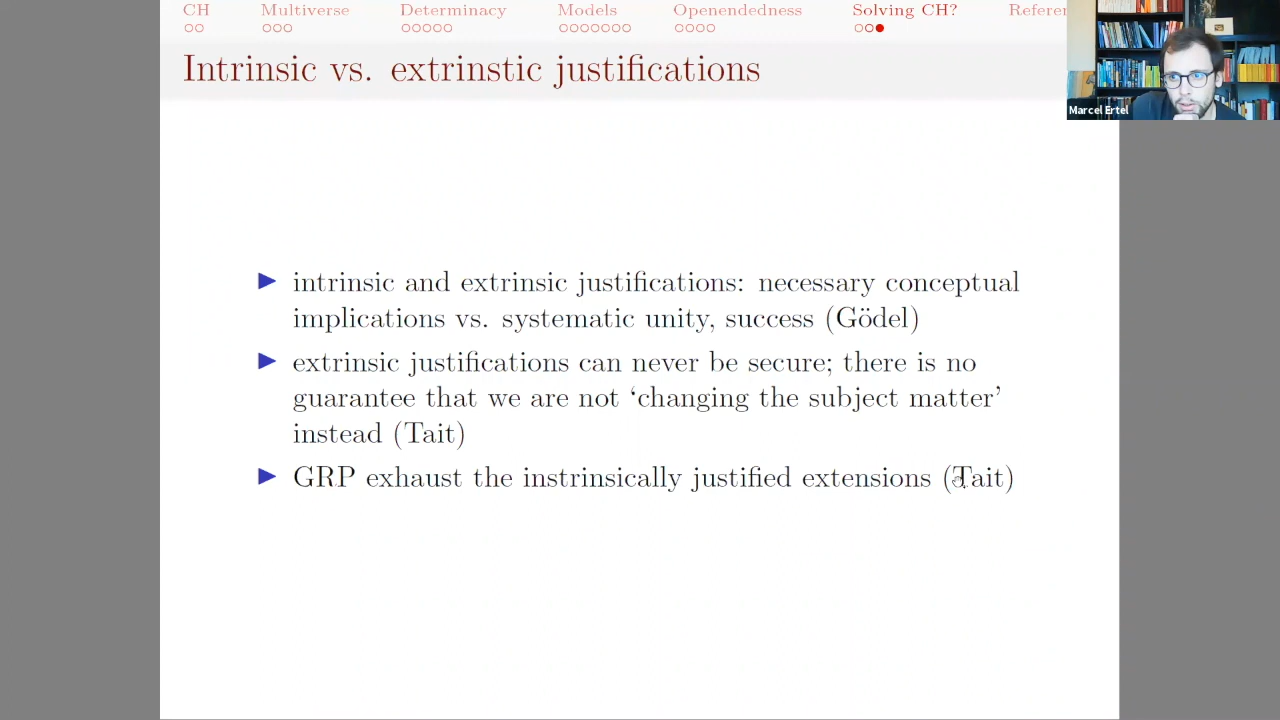 CH Multiverse Determinacy Models Openendedness Solving CH? Refer
Marcel Ertel
Intrinsic vs. extrinstic justifications
intrinsic and extrinsic justifications: necessary conceptual
implications vs. systematic unity, success (Gödel)
extrinsic justifications can never be secure; there is no
guarantee that we are not ‘changing the subject matter’
instead (Tait)
GRP exhaust the instrinsically justified extensions (Tait)